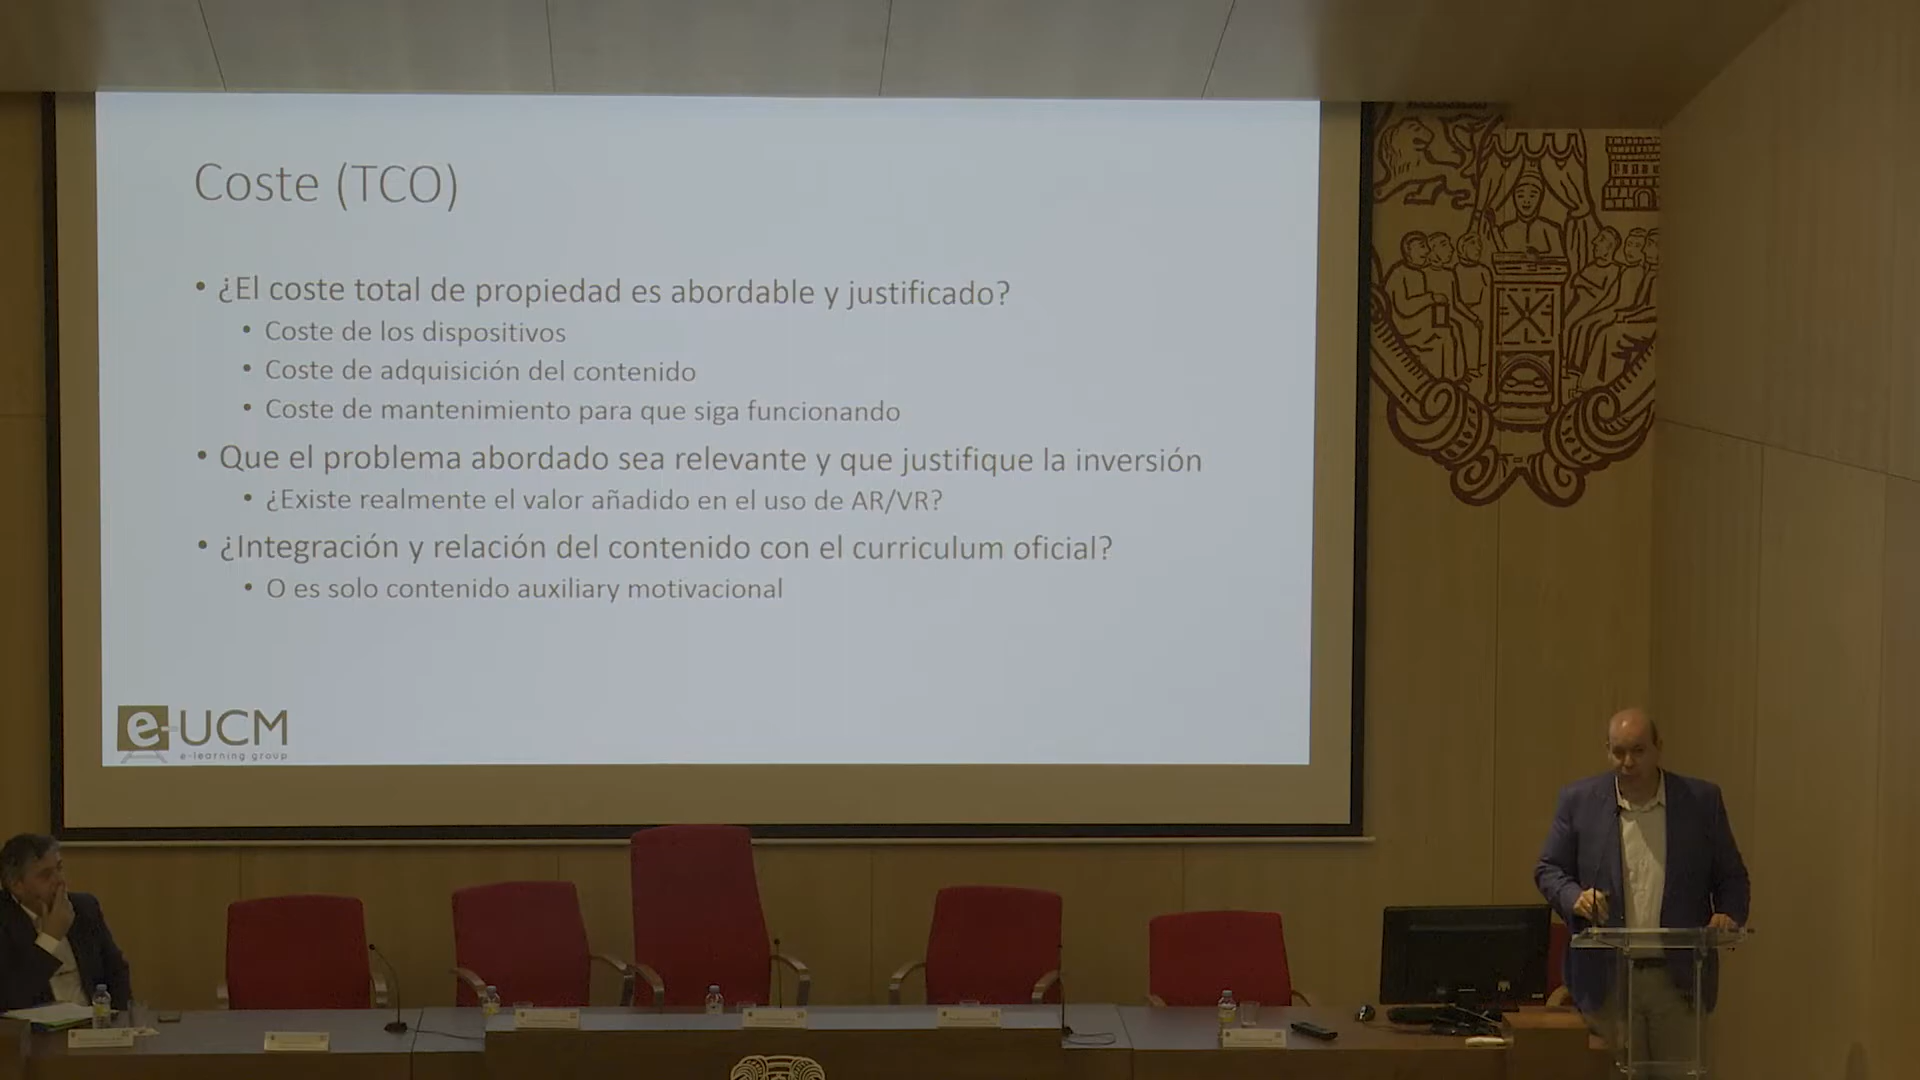 Coste (TCO)
• ¿El coste total de propiedad es abordable y justificado?
• Coste de los dispositivos
• Coste de adquisición del contenido
• Coste de mantenimiento para que siga funcionando
• Que el problema abordado sea relevante y que justifique la inversión
• ¿Existe realmente el valor añadido en el uso de AR/VR?
• ¿Integración y relación del contenido con el curriculum oficial?
• O es solo contenido auxiliary motivacional
e-UCM
e-learning group